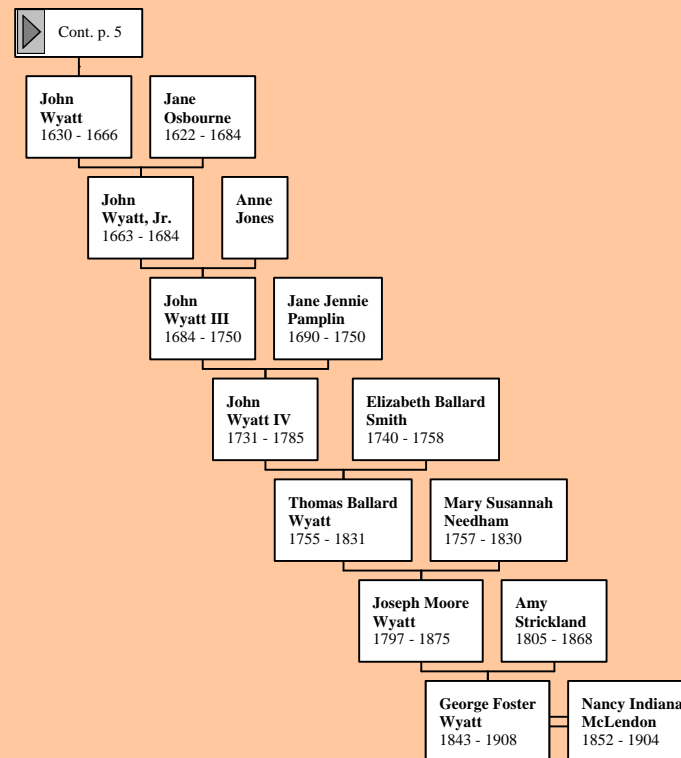 Cont. p. 5
John
Wyatt
1630 - 1666
Jane
Osbourne
1622 - 1684
John
Wyatt, Jr.
1663 - 1684
Anne
Jones
John
Wyatt III
1684 - 1750
Jane Jennie
Pamplin
1690 - 1750
John
Wyatt IV
1731 - 1785
Elizabeth Ballard
Smith
1740 - 1758
Thomas Ballard
Wyatt
1755 - 1831
Mary Susannah
Needham
1757 - 1830
Joseph Moore
Wyatt
1797 - 1875
Amy
Strickland
1805 - 1868
George Foster
Wyatt
1843 - 1908
Nancy Indiana
McLendon
1852 - 1904